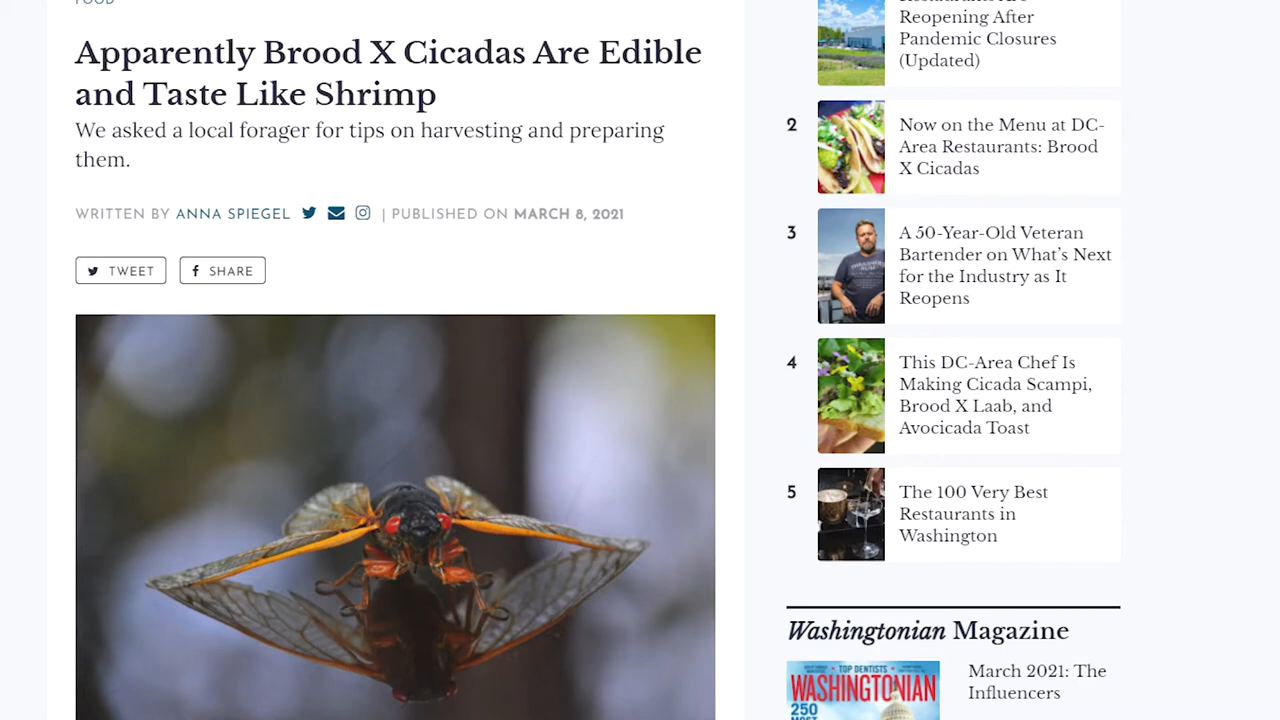 FOOD
Apparently Brood X Cicadas Are Edible
and Taste Like Shrimp
We asked a local forager for tips on harvesting and preparing
them.
WRITTEN BY ANNA SPIEGEL | PUBLISHED ON MARCH 8, 2021
TWEET
SHARE
Restaurants Are
Reopening After
Pandemic Closures
(Updated)
2
Now on the Menu at DC-
Area Restaurants: Brood
X Cicadas
3
A 50-Year-Old Veteran
Bartender on What's Next
for the Industry as It
Reopens
4
This DC-Area Chef Is
Making Cicada Scampi,
Brood X Laab, and
Avocicada Toast
5
The 100 Very Best
Restaurants in
Washington
Washingtonian Magazine
TOP DENTISTS
WASHINGTONIAN
250
MOST
March 2021: The
Influencers